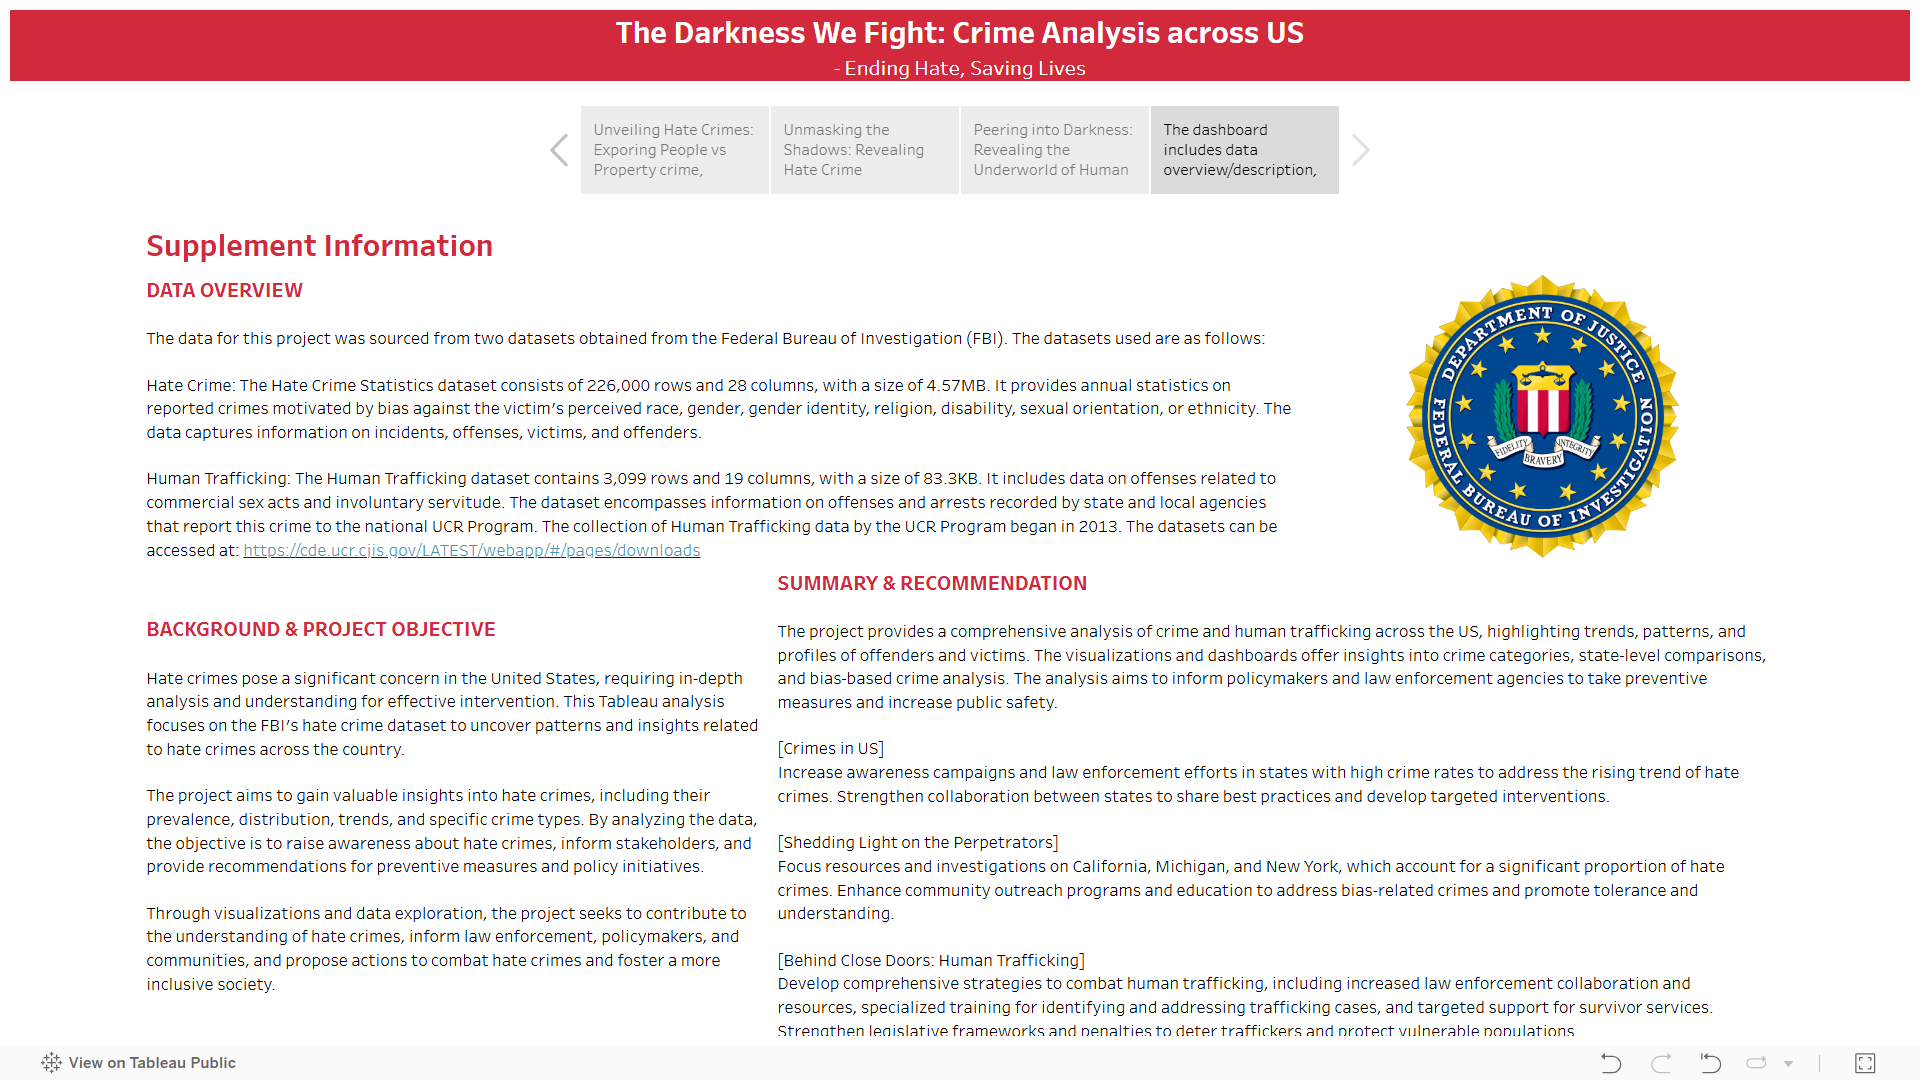 The Darkness We Fight: Crime Analysis across US
- Ending Hate, Saving Lives
Unveiling Hate Crimes:
Exporing People vs
Property crime,
Unmasking the
Shadows: Revealing
Hate Crime
Peering into Darkness:
Revealing the
Underworld of Human
The dashboard
includes data
overview/description,
Supplement Information
DATA OVERVIEW
The data for this project was sourced from two datasets obtained from the Federal Bureau of Investigation (FBI). The datasets used are as follows:
Hate Crime: The Hate Crime Statistics dataset consists of 226,000 rows and 28 columns, with a size of 4.57MB. It provides annual statistics on
reported crimes motivated by bias against the victim's perceived race, gender, gender identity, religion, disability, sexual orientation, or ethnicity. The
data captures information on incidents, offenses, victims, and offenders.
Human Trafficking: The Human Trafficking dataset contains 3,099 rows and 19 columns, with a size of 83.3KB. It includes data on offenses related to
commercial sex acts and involuntary servitude. The dataset encompasses information on offenses and arrests recorded by state and local agencies
that report this crime to the national UCR Program. The collection of Human Trafficking data by the UCR Program began in 2013. The datasets can be
accessed at: https://cde.ucr.cjis.gov/LATEST/webapp/#/pages/downloads
DEPARTMENT OF JUSTICE
FEDERAL BUREAU OF INVESTIGATION
FIDELITY
BRAVERY
INTEGRITY
BACKGROUND & PROJECT OBJECTIVE
Hate crimes pose a significant concern in the United States, requiring in-depth
analysis and understanding for effective intervention. This Tableau analysis
focuses on the FBI's hate crime dataset to uncover patterns and insights related
to hate crimes across the country.
The project aims to gain valuable insights into hate crimes, including their
prevalence, distribution, trends, and specific crime types. By analyzing the data,
the objective is to raise awareness about hate crimes, inform stakeholders, and
provide recommendations for preventive measures and policy initiatives.
Through visualizations and data exploration, the project seeks to contribute to
the understanding of hate crimes, inform law enforcement, policymakers, and
communities, and propose actions to combat hate crimes and foster a more
inclusive society.
SUMMARY & RECOMMENDATION
The project provides a comprehensive analysis of crime and human trafficking across the US, highlighting trends, patterns, and
profiles of offenders and victims. The visualizations and dashboards offer insights into crime categories, state-level comparisons,
and bias-based crime analysis. The analysis aims to inform policymakers and law enforcement agencies to take preventive
measures and increase public safety.
[Crimes in US]
Increase awareness campaigns and law enforcement efforts in states with high crime rates to address the rising trend of hate
crimes. Strengthen collaboration between states to share best practices and develop targeted interventions.
[Shedding Light on the Perpetrators]
Focus resources and investigations on California, Michigan, and New York, which account for a significant proportion of hate
crimes. Enhance community outreach programs and education to address bias-related crimes and promote tolerance and
understanding.
[Behind Close Doors: Human Trafficking]
Develop comprehensive strategies to combat human trafficking, including increased law enforcement collaboration and
resources, specialized training for identifying and addressing trafficking cases, and targeted support for survivor services.
Strengthen legislative frameworks and penalties to deter traffickers and protect vulnerable populations
View on Tableau Public